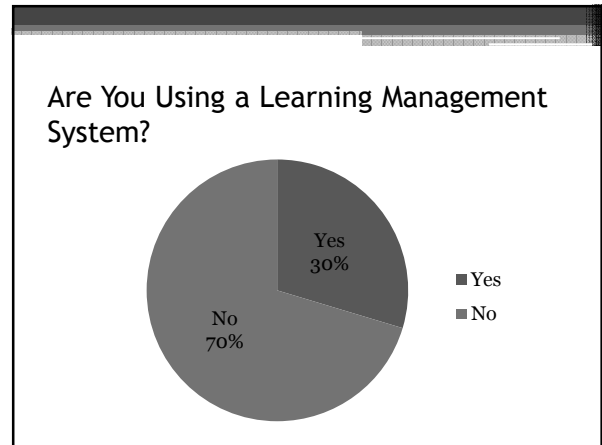 Are You Using a Learning Management
System?
Yes
30%
No
70%
Yes
No